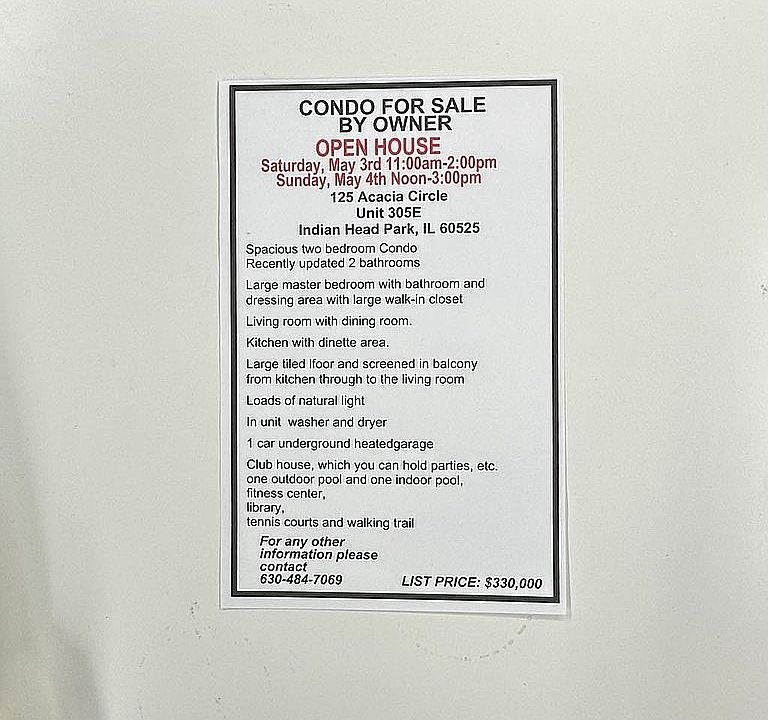 CONDO FOR SALE
BY OWNER
OPEN HOUSE
Saturday, May 3rd 11:00am-2:00pm
Sunday, May 4th Noon-3:00pm
125 Acacia Circle
Unit 305E
Indian Head Park, IL 60525
Spacious two bedroom Condo
Recently updated 2 bathrooms
Large master bedroom with bathroom and
dressing area with large walk-in closet
Living room with dining room.
Kitchen with dinette area.
Large tiled lfoor and screened in balcony
from kitchen through to the living room
Loads of natural light
In unit washer and dryer
1 car underground heatedgarage
Club house, which you can hold parties, etc.
one outdoor pool and one indoor pool,
fitness center,
library,
tennis courts and walking trail
For any other
information please
contact
630-484-7069
LIST PRICE: $330,000